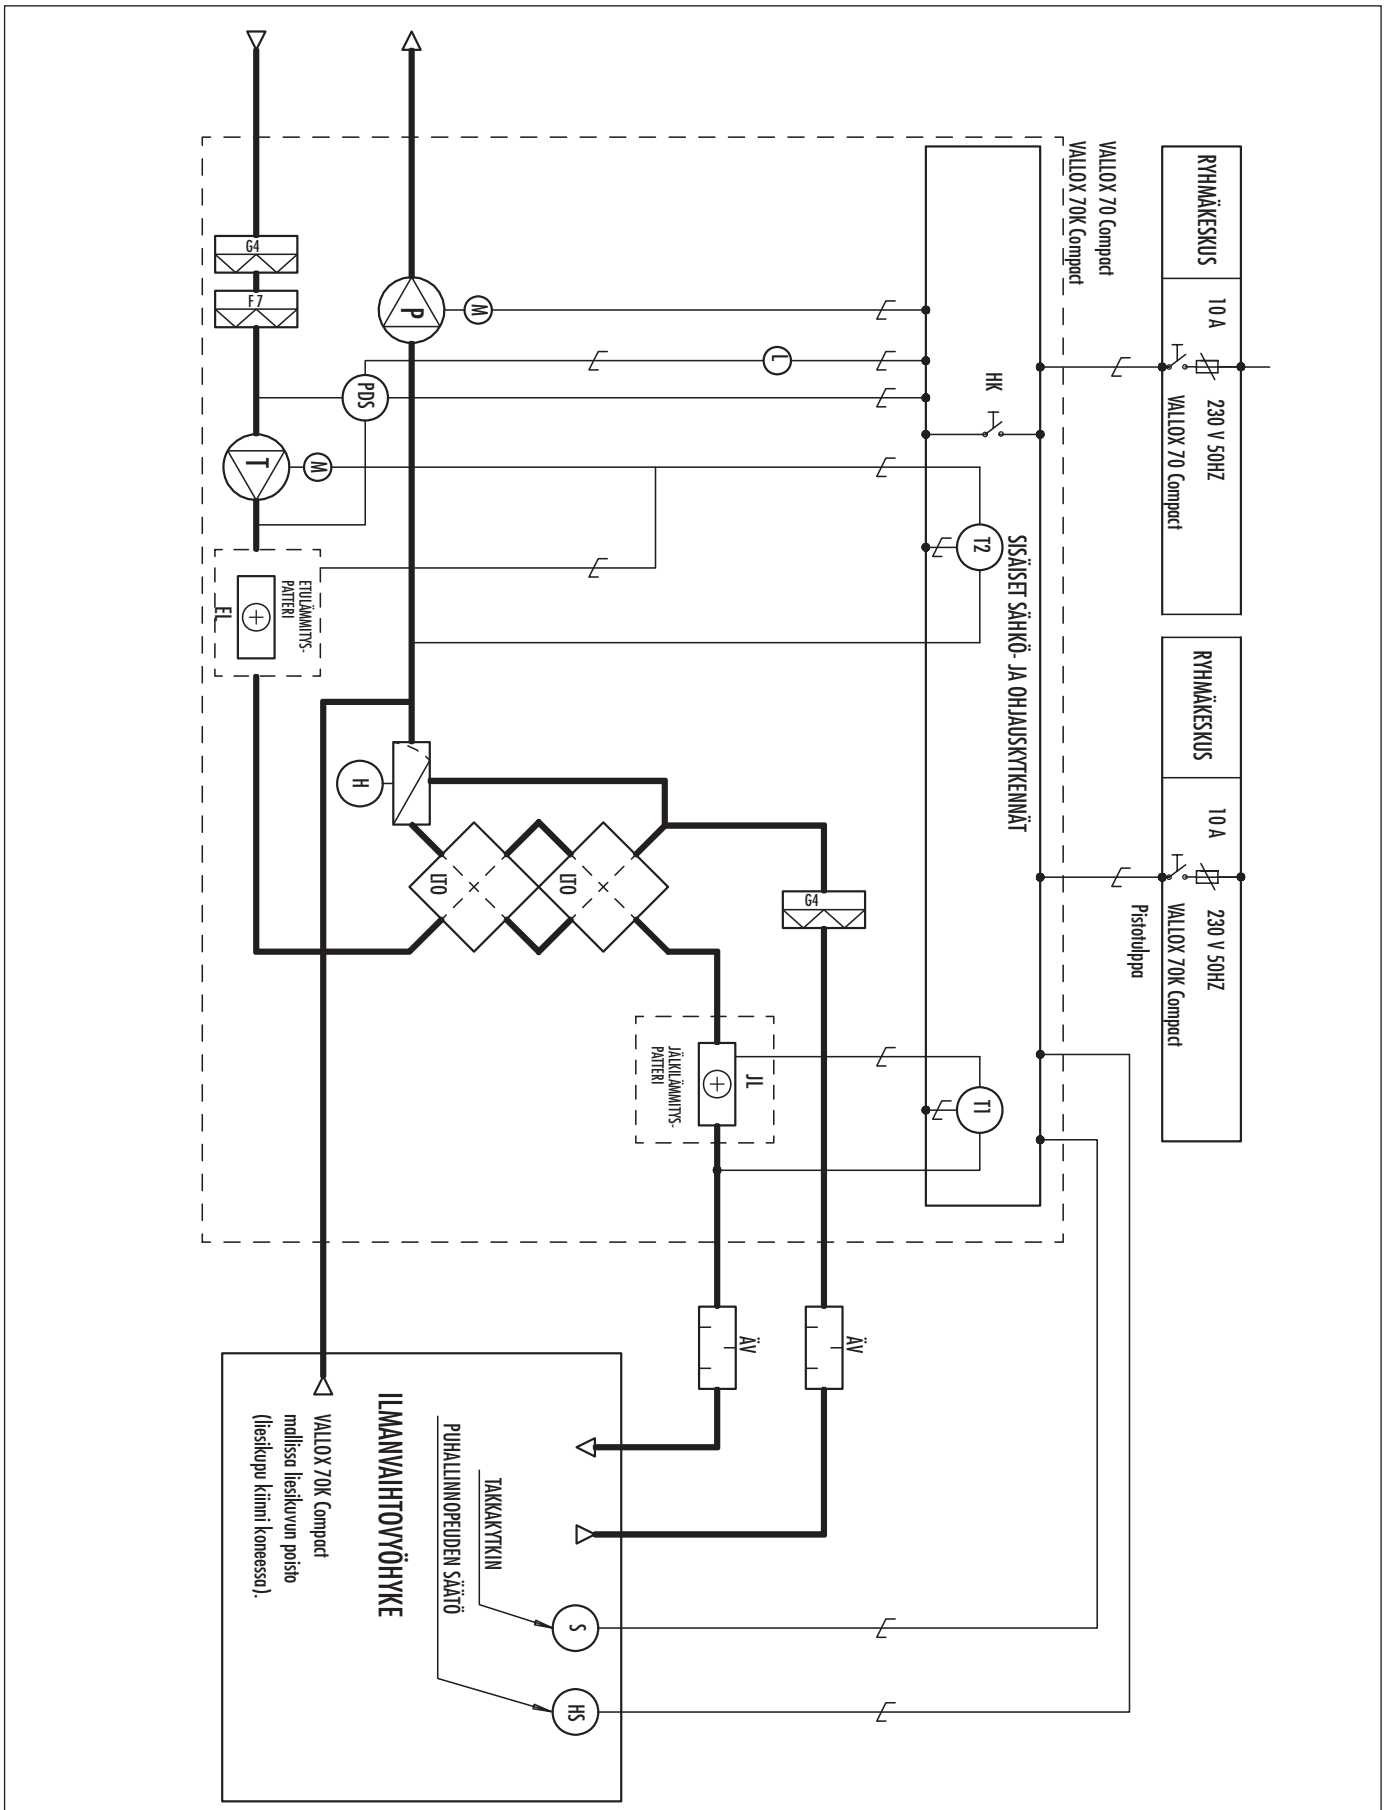 RYHMÄKESKUS
10 A
230 V 50HZ
VALLOX 70 Compact
RYHMÄKESKUS
10 A
230 V 50HZ
VALLOX 70K Compact
Pistotulppa
VALLOX 70 Compact
VALLOX 70K Compact
HK
SISÄISET SÄHKÖ- JA OHJAUSKYTKENNÄT
T2
T1
M
L
PDS
M
P
T
G4
F7
ETULÄMMITYS-
PATTERI
EL
H
LTO
LTO
G4
JL
JÄLKILÄMMITYS-
PATTERI
ÄV
ÄV
S
HS
TAKKAKYTKIN
PUHALLINNOPEUDEN SÄÄTÖ
ILMANVAIHTOVYÖHYKE
VALLOX 70K Compact
mallissa liesikuvun poisto
(liesikupu kiinni koneessa).